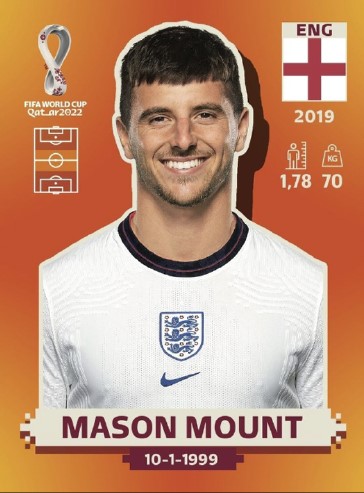 FIFA WORLD CUP
Qatar2022
ENG
2019
KG
1,78 70
MASON MOUNT
10-1-1999